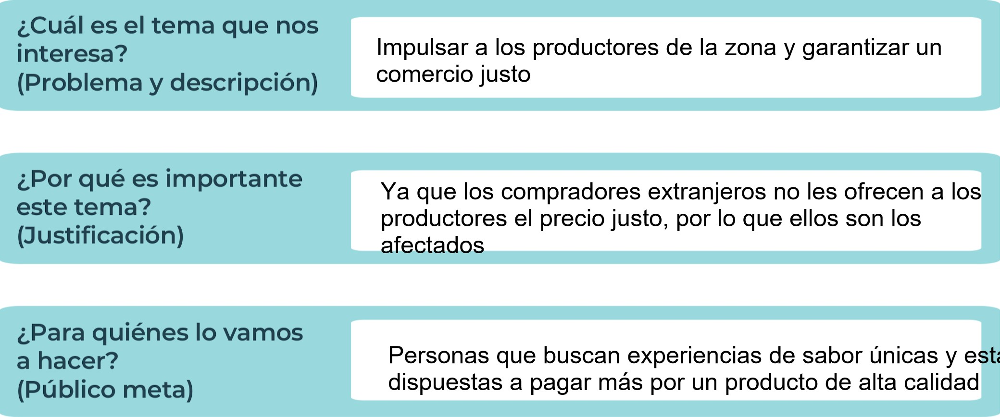 ¿Cuál es el tema que nos
interesa?
(Problema y descripción)
Impulsar a los productores de la zona y garantizar un
comercio justo
¿Por qué es importante
este tema?
(Justificación)
Ya que los compradores extranjeros no les ofrecen a los
productores el precio justo, por lo que ellos son los
afectados
¿Para quiénes lo vamos
a hacer?
(Público meta)
Personas que buscan experiencias de sabor únicas y
dispuestas a pagar más por un producto de alta calidad